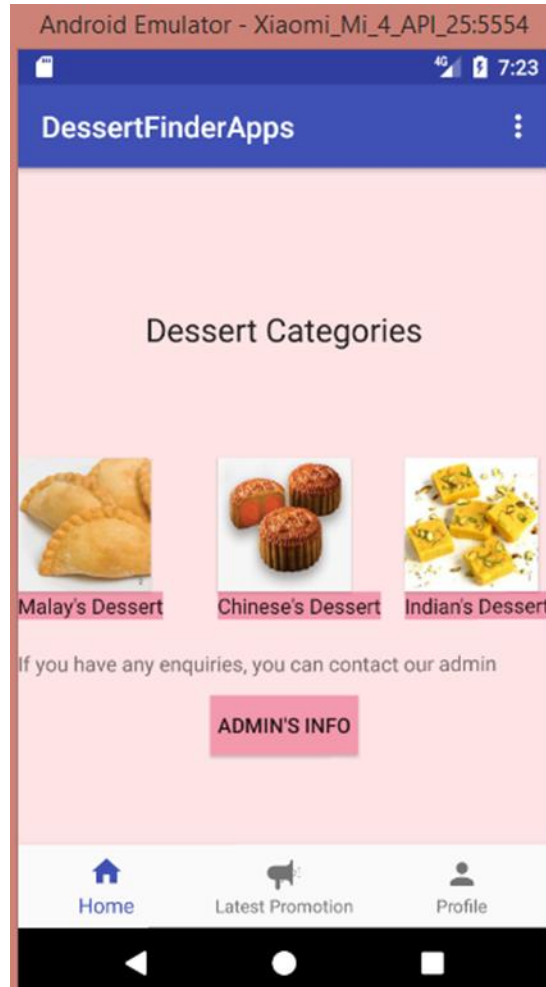 Android Emulator - Xiaomi_Mi_4_API_25:5554
4G 7:23
DessertFinderApps
Dessert Categories
Malay's Dessert Chinese's Dessert Indian's Dessert
If you have any enquiries, you can contact our admin
ADMIN'S INFO
Home Latest Promotion Profile